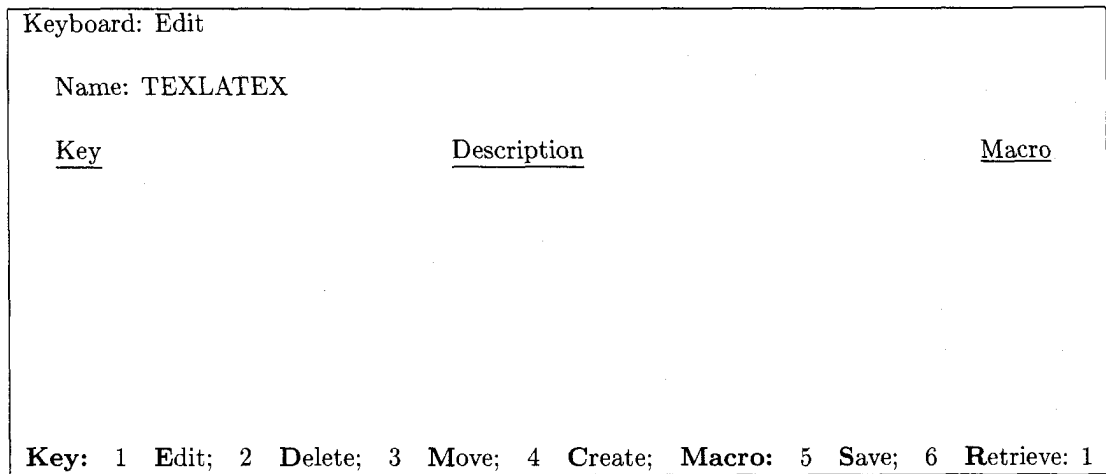 Keyboard: Edit
Name: TEXLATEX
Key Description Macro
Key: 1 Edit; 2 Delete; 3 Move; 4 Create; Macro: 5 Save; 6 Retrieve: 1